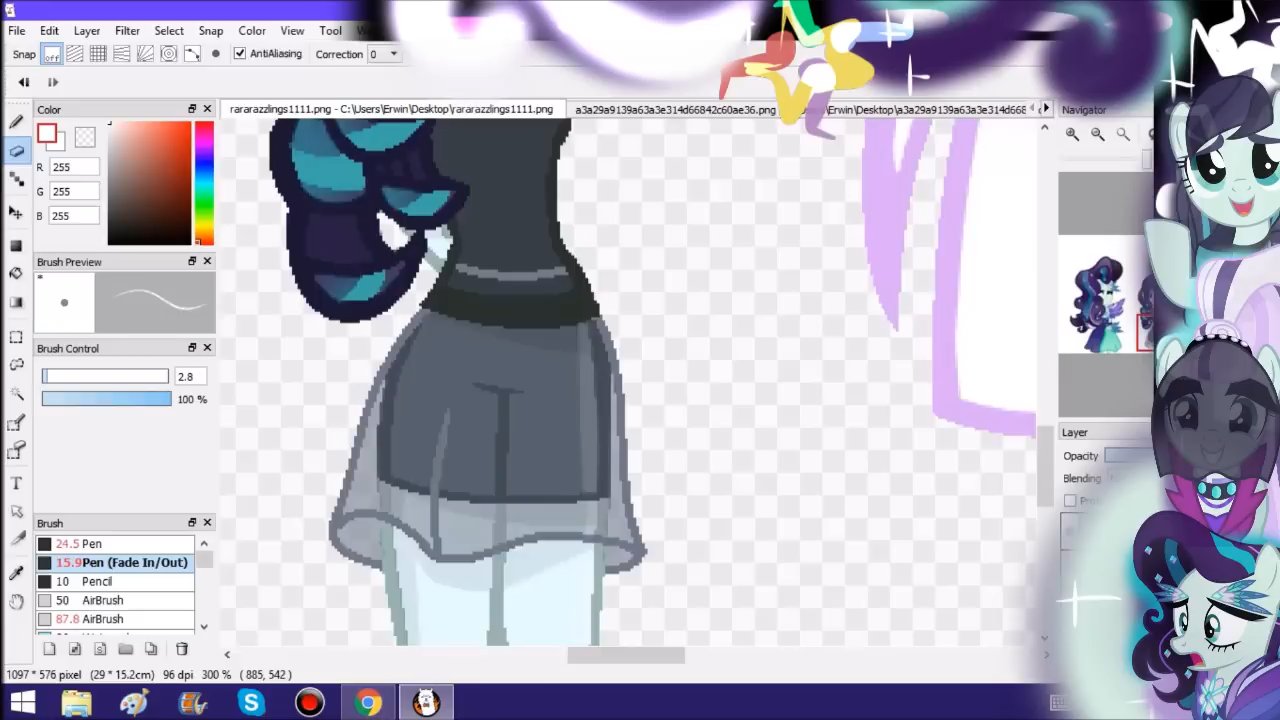 File Edit Layer Filter Select Snap Color View Tool
Snap off AntiAliasing Correction 0
Color
rararazzlings1111.png - C:\Users\Erwin\Desktop\rararazzlings1111.png
a3a29a9139a63a3e314d66842c60ae36.png
Erwin\Desktop\a3a29a9139a63a3e314d668
Navigator
R 255
G 255
B 255
Brush Preview
Brush Control
2.8
100 %
Layer
Opacity
Blending
Brush
24.5 Pen
15.9 Pen (Fade In/Out)
10 Pencil
50 AirBrush
87.8 AirBrush
1097 * 576 pixel (29 * 15.2cm) 96 dpi 300 % ( 885, 542 )